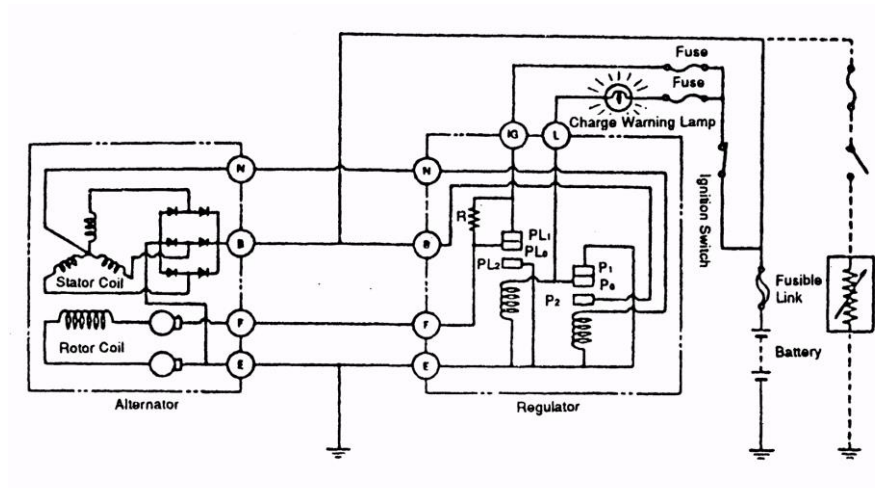 Fuse
Fuse
Charge Warning Lamp
IG
L
Ignition Switch
N
N
R
PL₁
PL₀
PL₂
P₁
P₀
P₂
B
B
Stator Coil
Fusible
Link
F
F
Rotor Coil
E
E
Battery
Alternator
Regulator